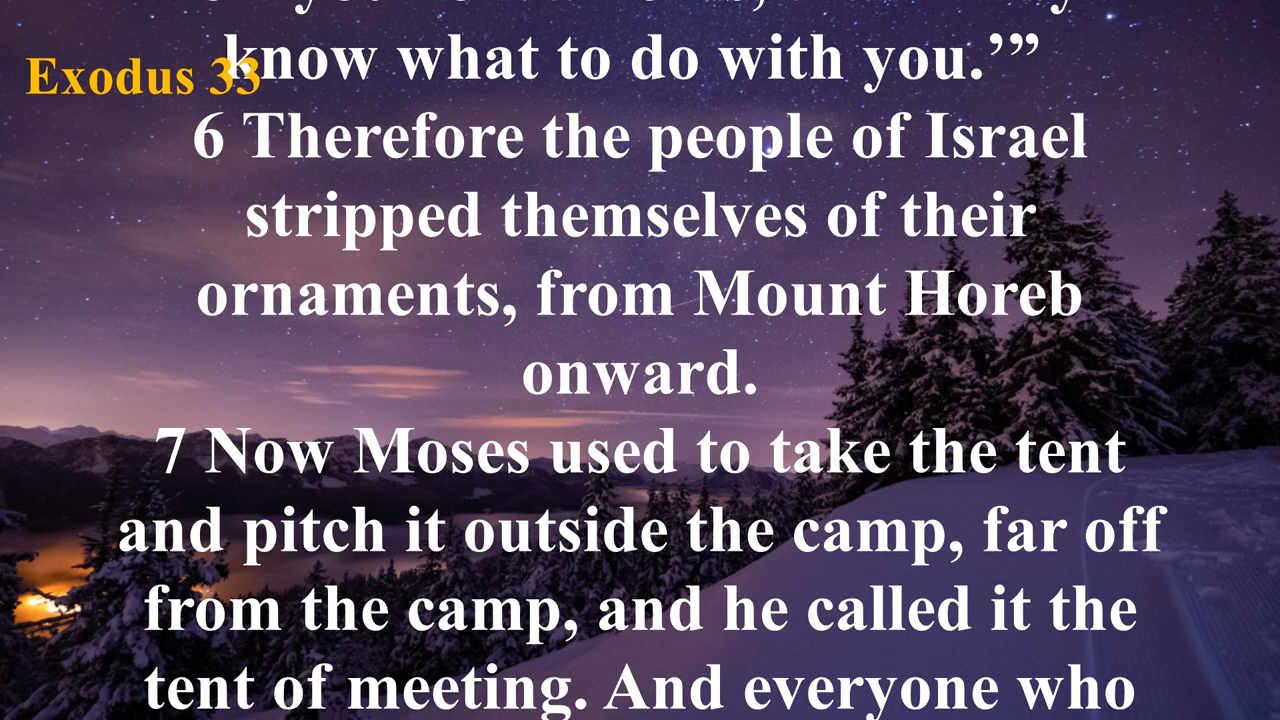 know what to do with you.’”
Exodus 33
6 Therefore the people of Israel
stripped themselves of their
ornaments, from Mount Horeb
onward.
7 Now Moses used to take the tent
and pitch it outside the camp, far off
from the camp, and he called it the
tent of meeting. And everyone who